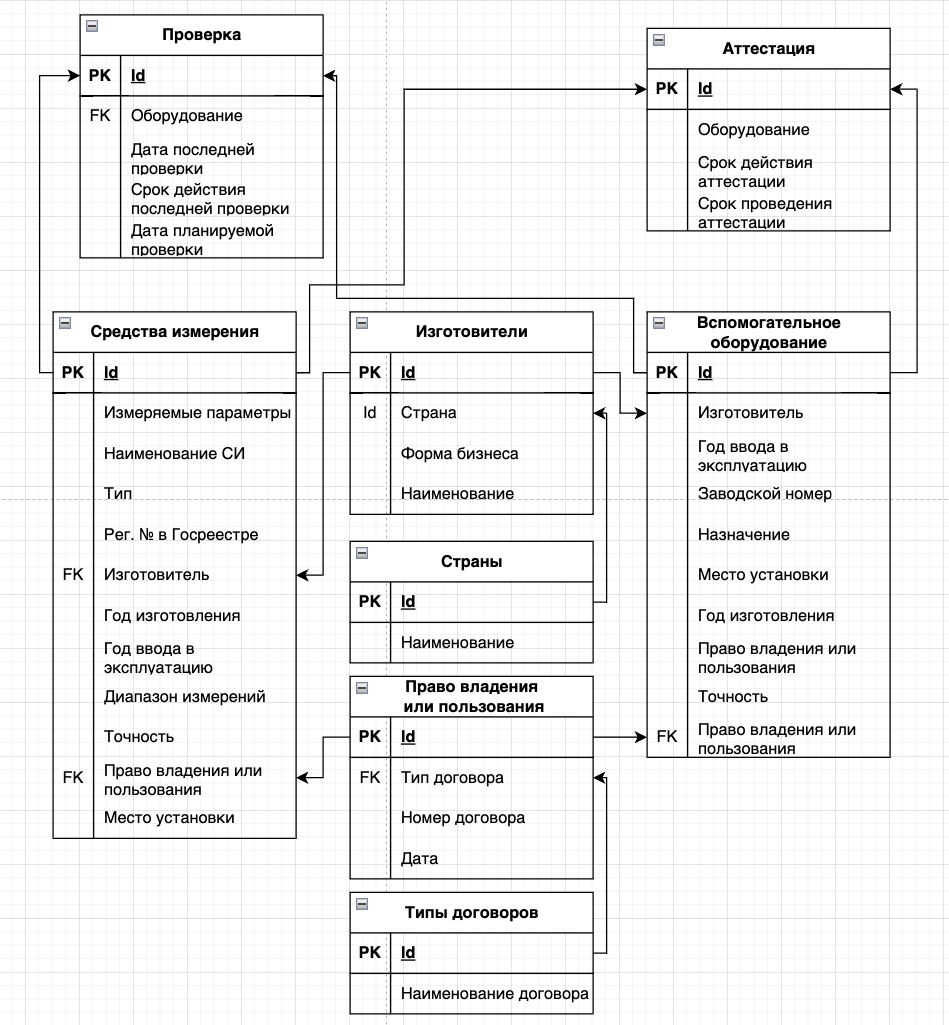 Проверка
PK Id
FK Оборудование
Дата последней
проверки
Срок действия
последней проверки
Дата планируемой
проверки
Аттестация
PK Id
Оборудование
Срок действия
аттестации
Срок проведения
аттестации
Средства измерения
PK Id
Измеряемые параметры
Наименование СИ
Тип
Рег. № в Госреестре
FK Изготовитель
Год изготовления
Год ввода в
эксплуатацию
Диапазон измерений
Точность
FK Право владения или
пользования
Место установки
Изготовители
PK Id
Id Страна
Форма бизнеса
Наименование
Страны
PK Id
Наименование
Право владения
или пользования
PK Id
FK Тип договора
Номер договора
Дата
Типы договоров
PK Id
Наименование договора
Вспомогательное
оборудование
PK Id
Изготовитель
Год ввода в
эксплуатацию
Заводской номер
Назначение
Место установки
Год изготовления
Право владения или
пользования
Точность
FK Право владения или
пользования